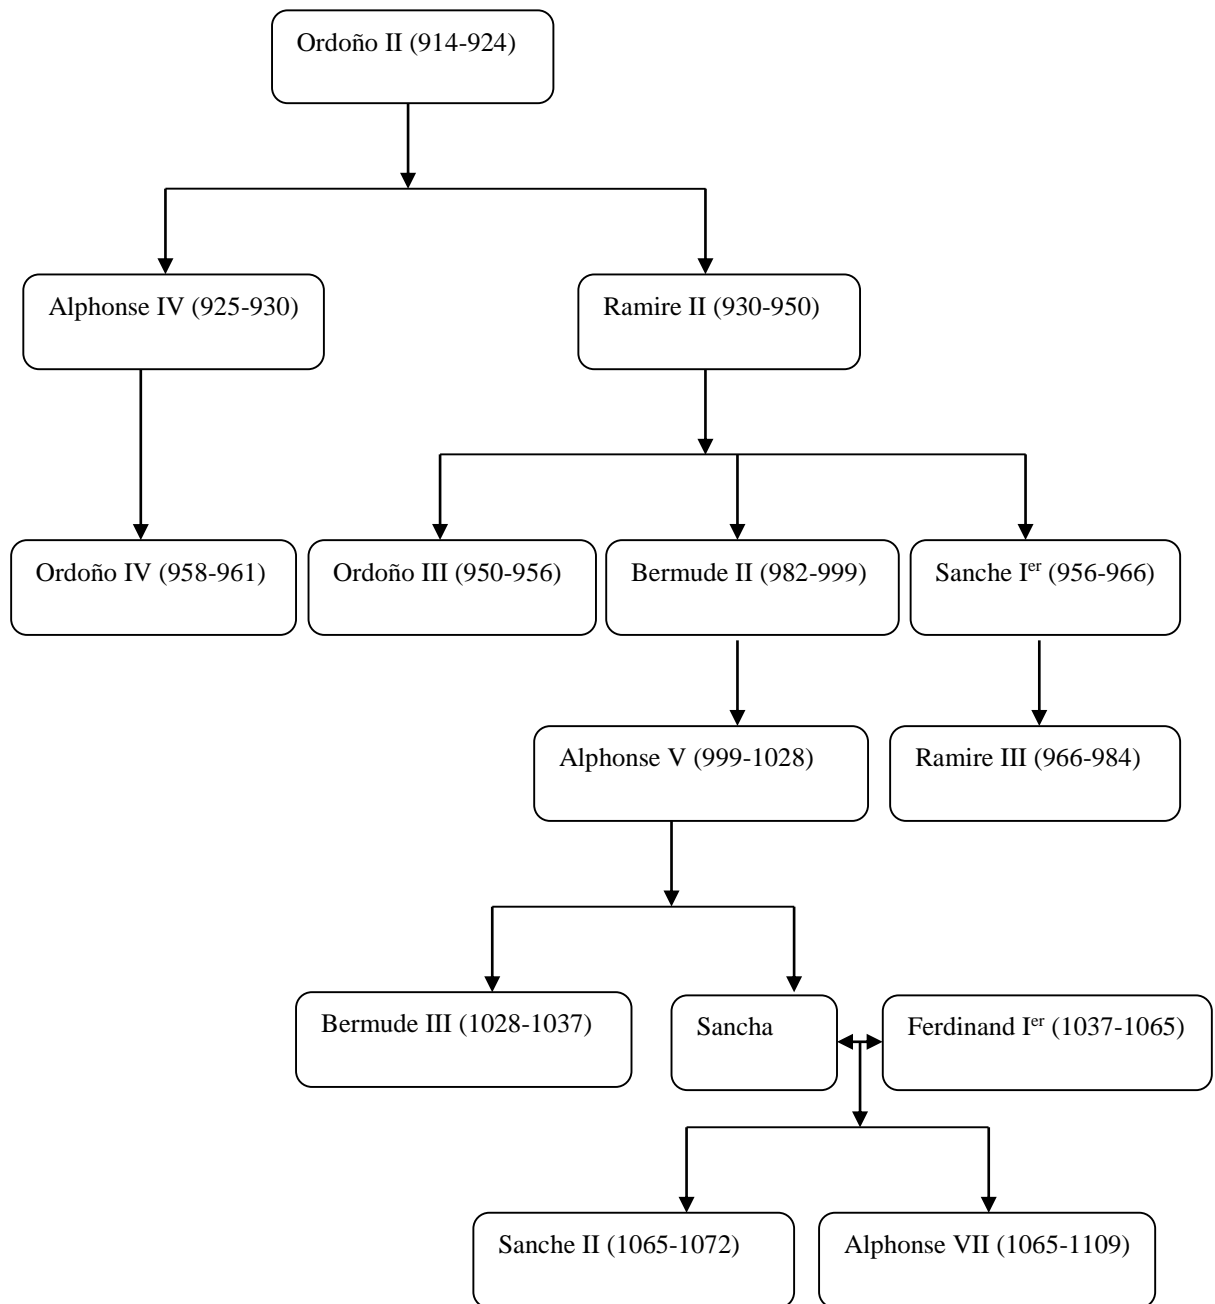 Ordoño II (914-924)
Alphonse IV (925-930)
Ramire II (930-950)
Ordoño IV (958-961)
Ordoño III (950-956)
Bermude II (982-999)
Sanche Ier (956-966)
Alphonse V (999-1028)
Ramire III (966-984)
Bermude III (1028-1037)
Sancha
Ferdinand Ier (1037-1065)
Sanche II (1065-1072)
Alphonse VII (1065-1109)